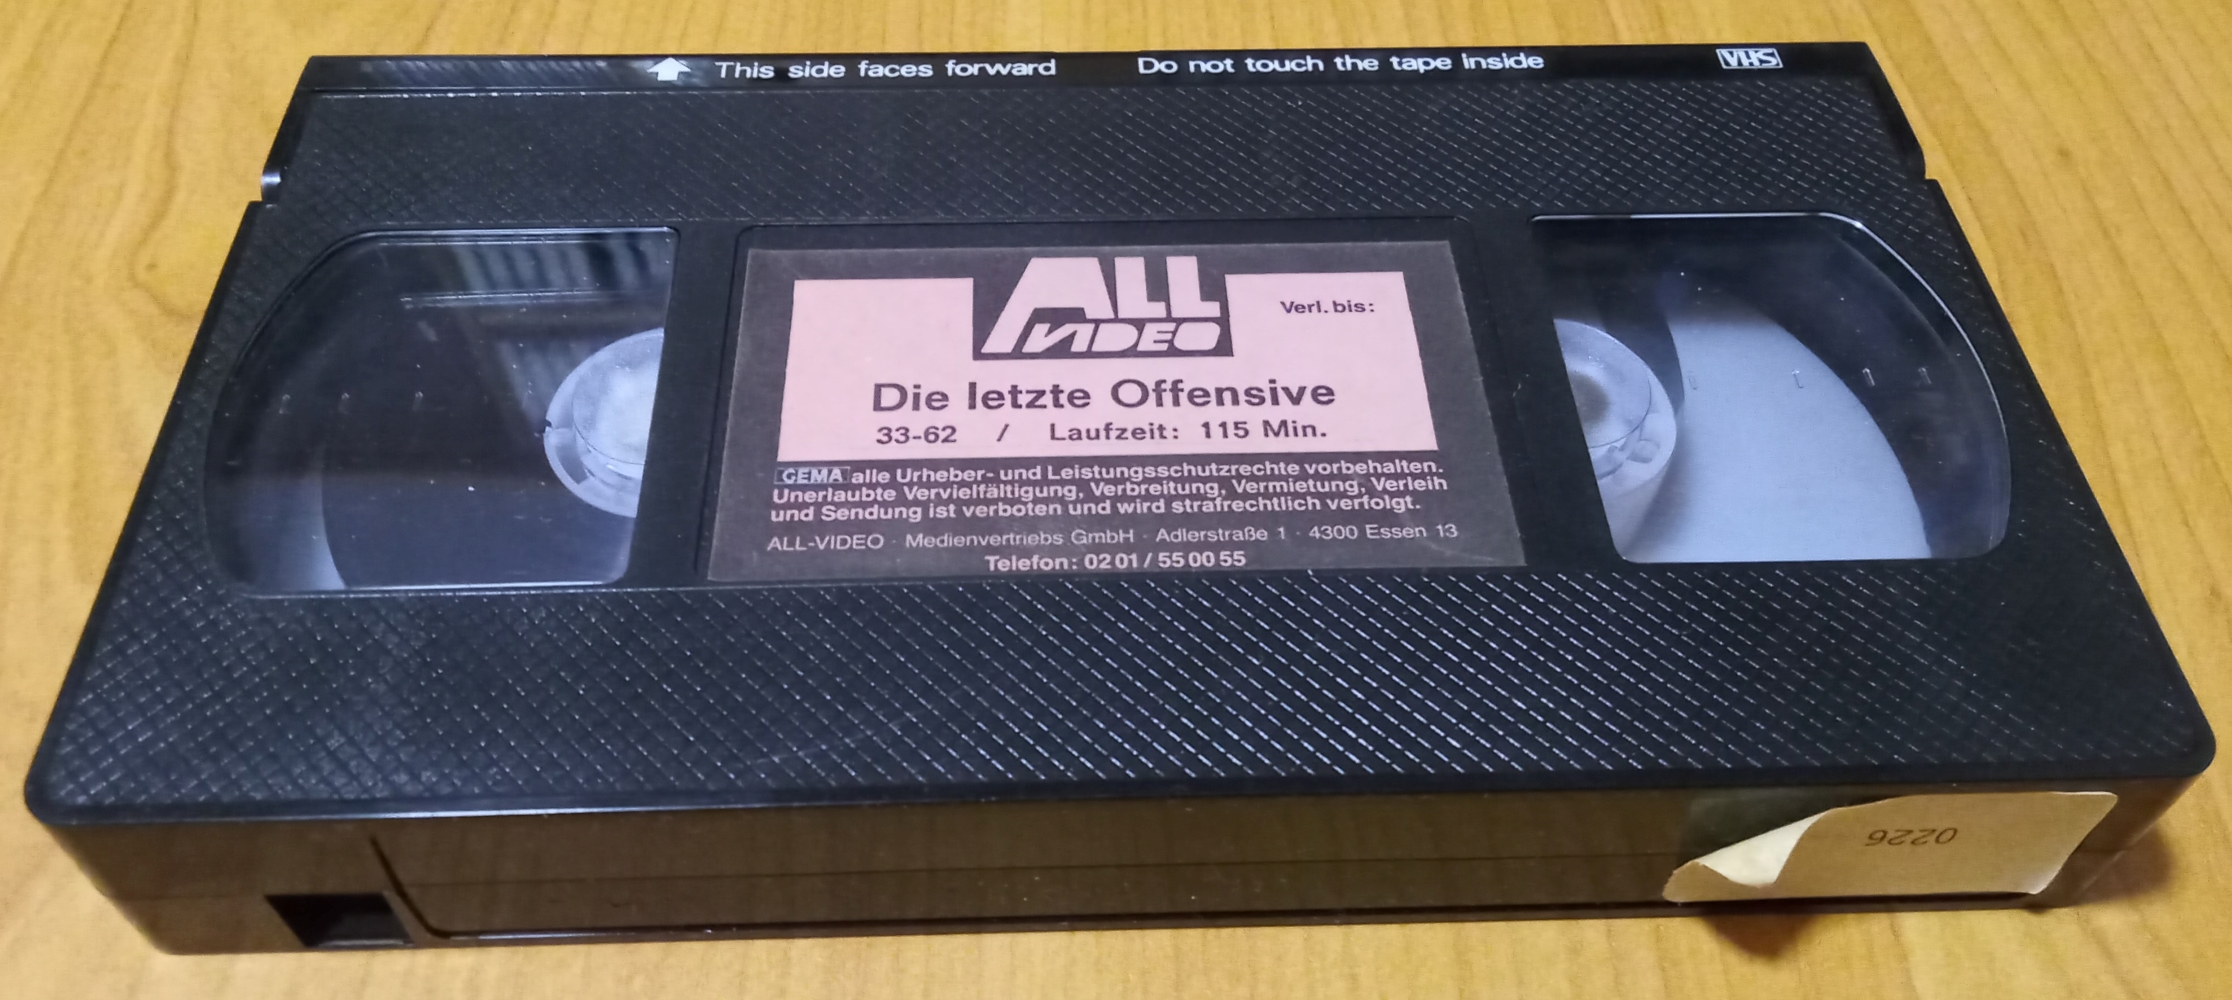 This side faces forward Do not touch the tape inside VHS
ALL
VIDEO
Verl. bis:
Die letzte Offensive
33-62 / Laufzeit: 115 Min.
GEMA alle Urheber- und Leistungsschutzrechte vorbehalten.
Unerlaubte Vervielfältigung, Verbreitung, Vermietung, Verleih
und Sendung ist verboten und wird strafrechtlich verfolgt.
ALL-VIDEO · Medienvertriebs GmbH · Adlerstraße 1 · 4300 Essen 13
Telefon: 02 01 / 55 00 55
0226